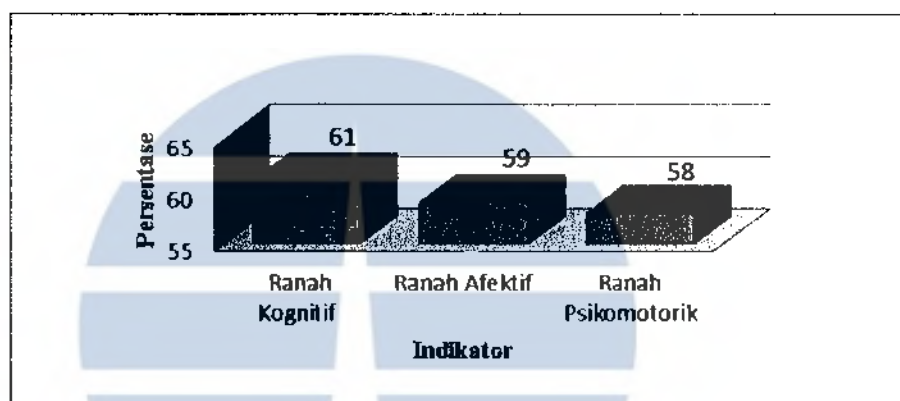 Persentase
65
60
55
61
59
58
Ranah
Kognitif
Ranah Afektif
Ranah
Psikomotorik
Indikator